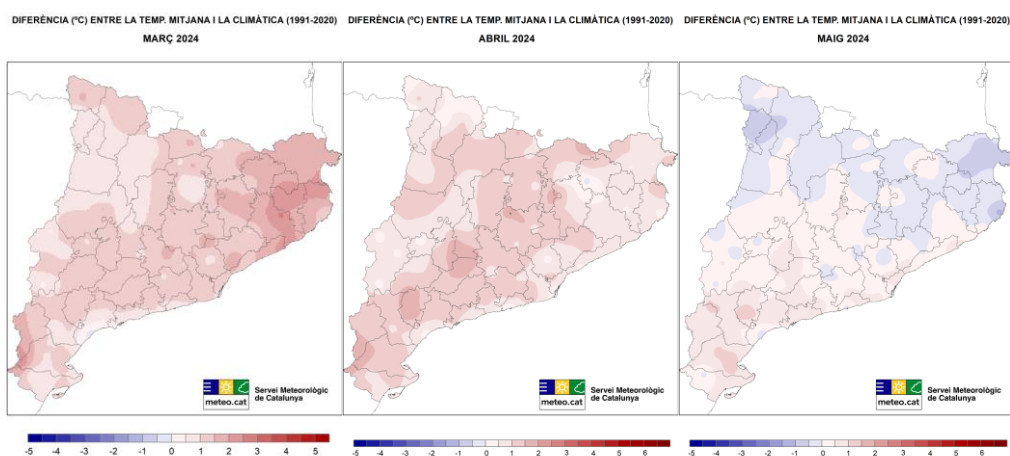 DIFERÈNCIA (ºC) ENTRE LA TEMP. MITJANA I LA CLIMÀTICA (1991-2020)
MARÇ 2024
Servei Meteorològic
de Catalunya
meteo.cat
-5 -4 -3 -2 -1 0 1 2 3 4 5
DIFERÈNCIA (ºC) ENTRE LA TEMP. MITJANA I LA CLIMÀTICA (1991-2020)
ABRIL 2024
Servei Meteorològic
de Catalunya
meteo.cat
-5 -4 -3 -2 -1 0 1 2 3 4 5 6
DIFERÈNCIA (ºC) ENTRE LA TEMP. MITJANA I LA CLIMÀTICA (1991-2020)
MAIG 2024
Servei Meteorològic
de Catalunya
meteo.cat
-5 -4 -3 -2 -1 0 1 2 3 4 5 6